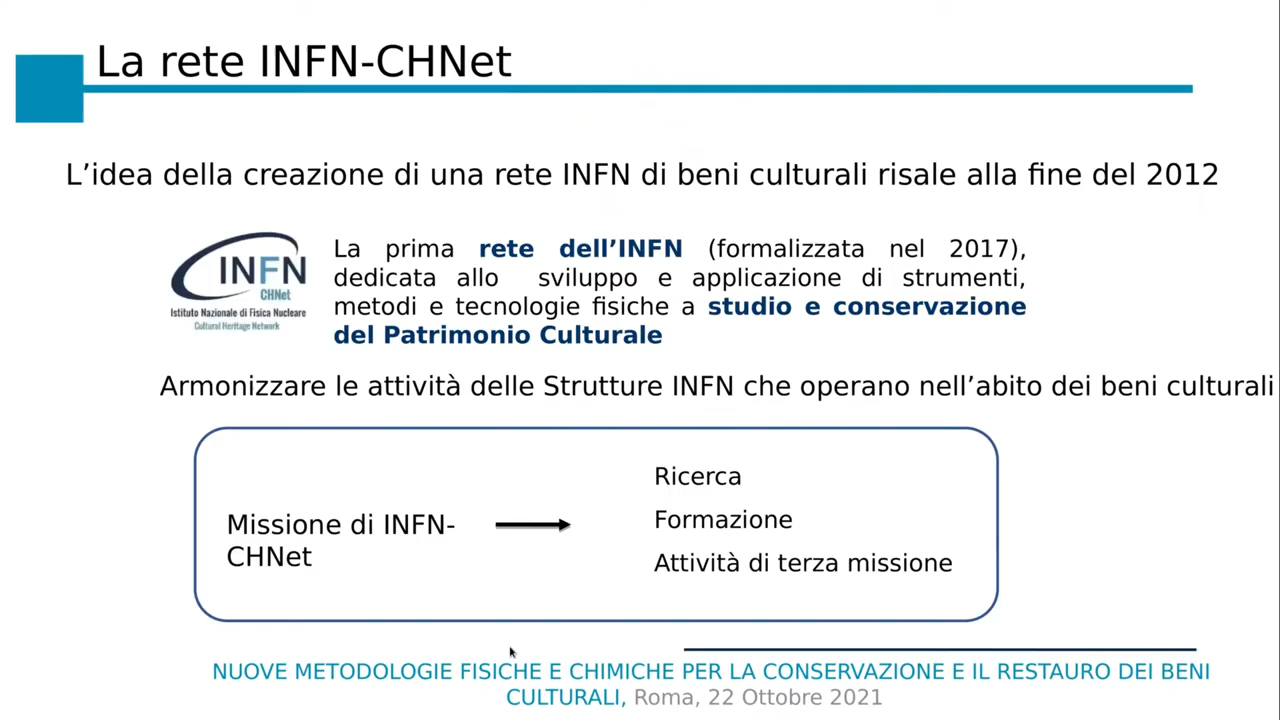 La rete INFN-CHNet
L’idea della creazione di una rete INFN di beni culturali risale alla fine del 2012
INFN
CHNet
Istituto Nazionale di Fisica Nucleare
Cultural Heritage Network
La prima rete dell’INFN (formalizzata nel 2017),
dedicata allo sviluppo e applicazione di strumenti,
metodi e tecnologie fisiche a studio e conservazione
del Patrimonio Culturale
Armonizzare le attività delle Strutture INFN che operano nell’abito dei beni culturali
Missione di INFN-
CHNet
Ricerca
Formazione
Attività di terza missione
NUOVE METODOLOGIE FISICHE E CHIMICHE PER LA CONSERVAZIONE E IL RESTAURO DEI BENI
CULTURALI, Roma, 22 Ottobre 2021